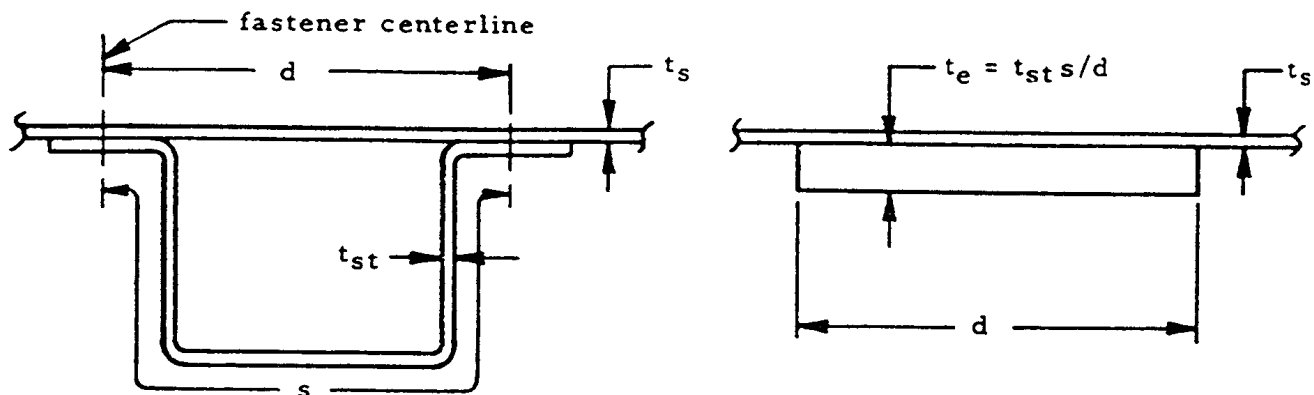 fastener centerline
d
t_s
t_st
s
t_e = t_st s/d
t_s
d